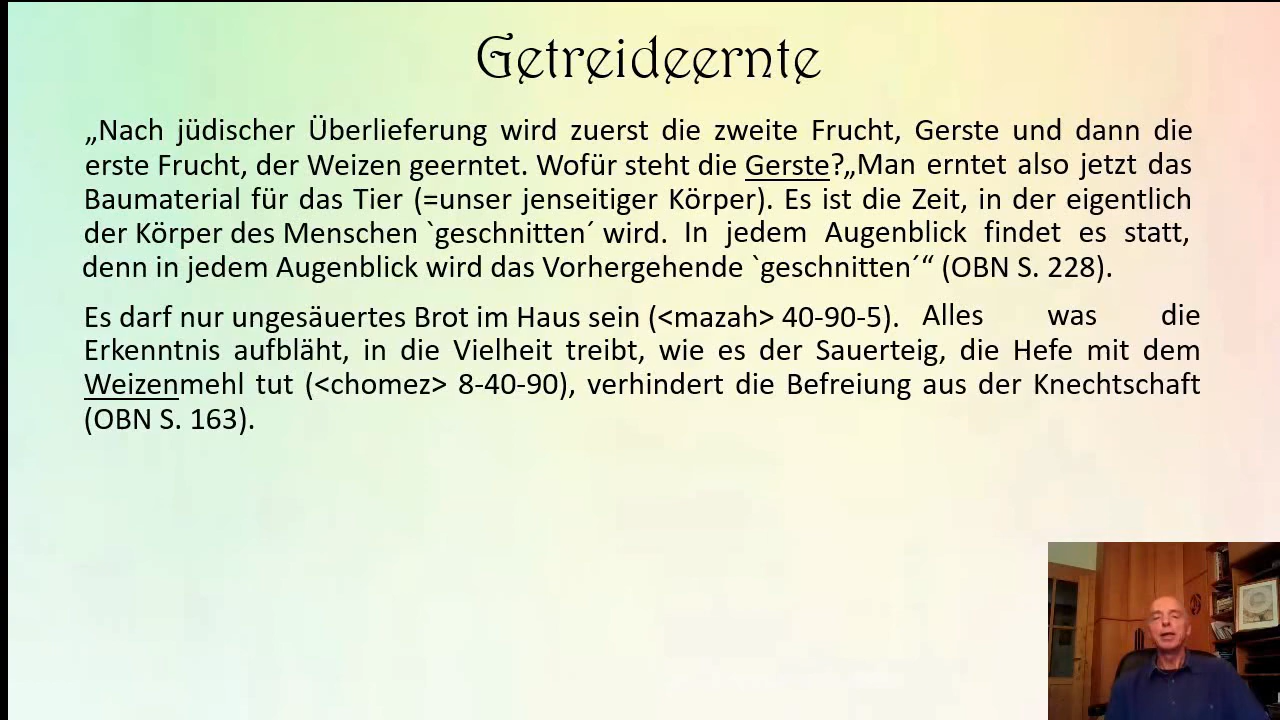 Getreideernte
„Nach jüdischer Überlieferung wird zuerst die zweite Frucht, Gerste und dann die
erste Frucht, der Weizen geerntet. Wofür steht die Gerste?„Man erntet also jetzt das
Baumaterial für das Tier (=unser jenseitiger Körper). Es ist die Zeit, in der eigentlich
der Körper des Menschen `geschnitten´ wird. In jedem Augenblick findet es statt,
denn in jedem Augenblick wird das Vorhergehende `geschnitten´“ (OBN S. 228).
Es darf nur ungesäuertes Brot im Haus sein (<mazah> 40-90-5). Alles was die
Erkenntnis aufbläht, in die Vielheit treibt, wie es der Sauerteig, die Hefe mit dem
Weizenmehl tut (<chomez> 8-40-90), verhindert die Befreiung aus der Knechtschaft
(OBN S. 163).